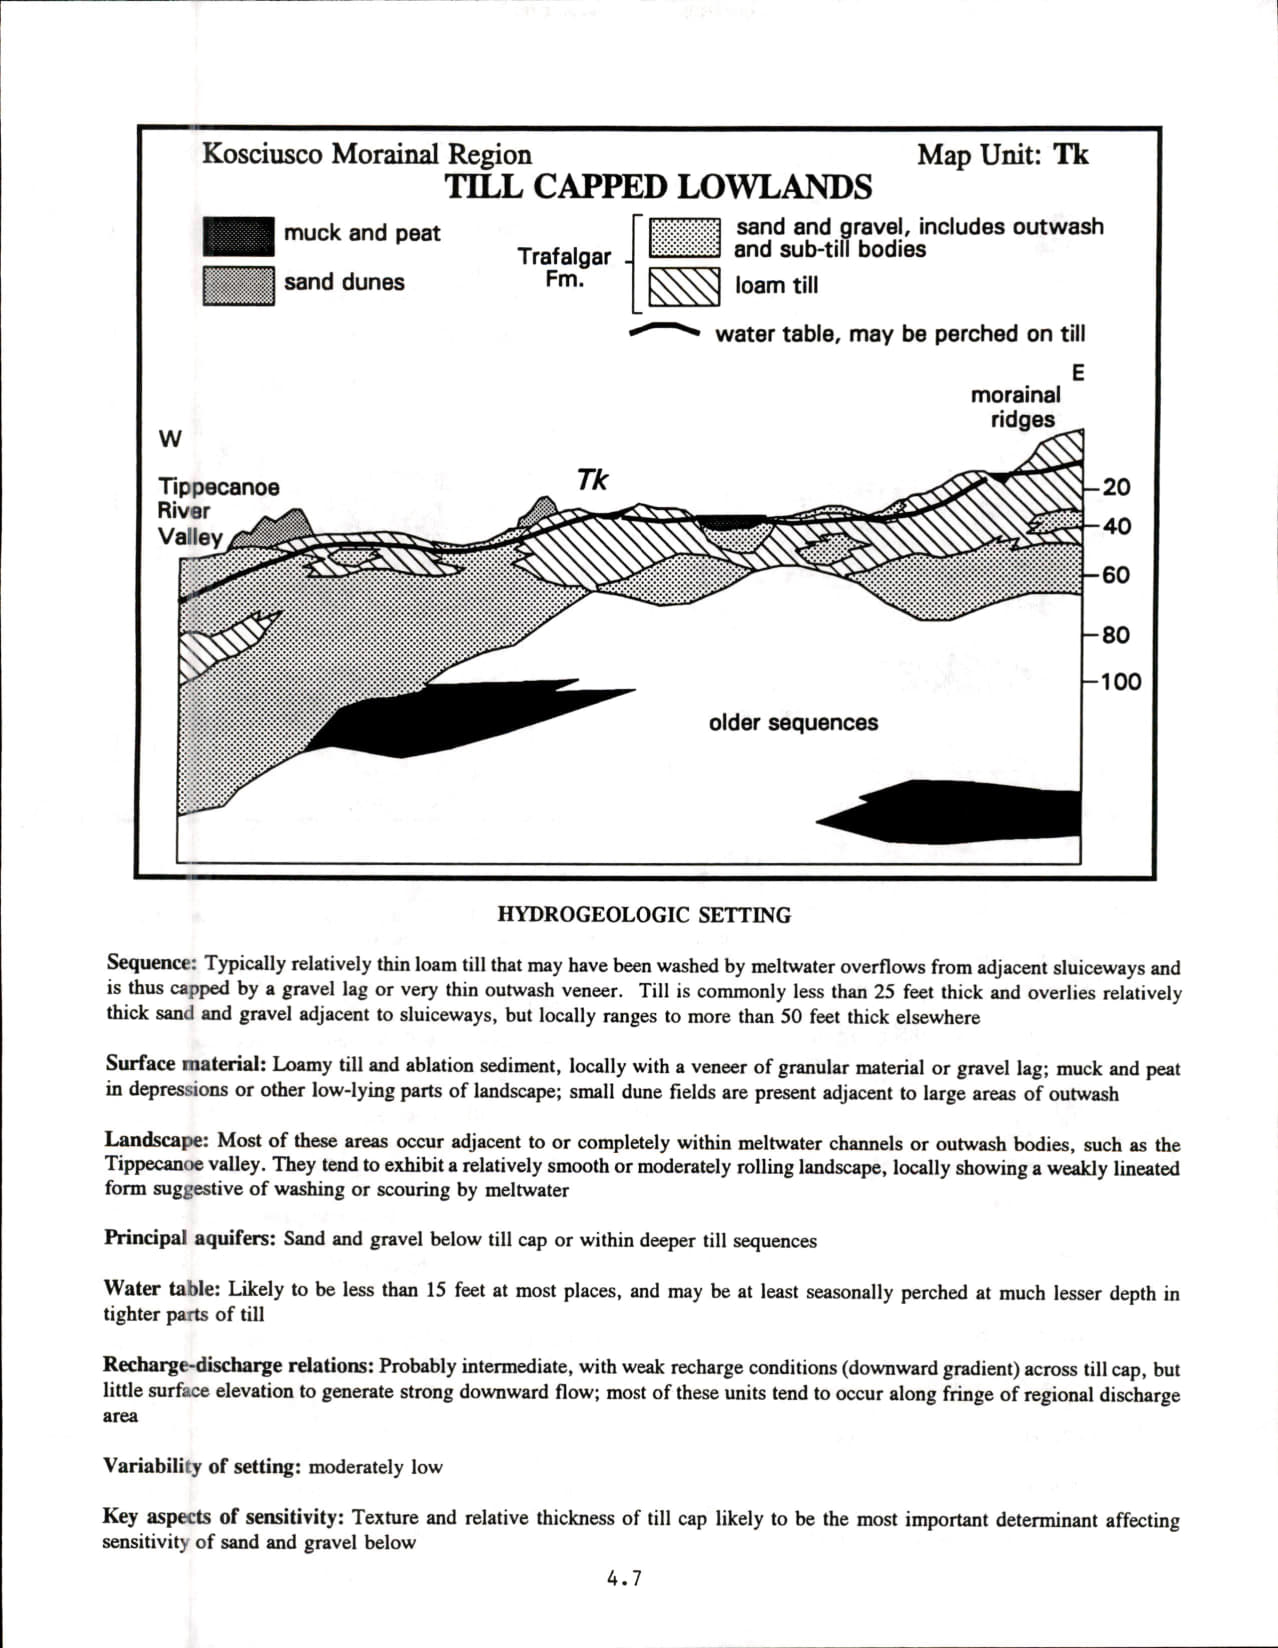 Kosciusco Morainal Region
Map Unit: Tk
TILL CAPPED LOWLANDS
muck and peat
sand dunes
Trafalgar
Fm.
sand and gravel, includes outwash
and sub-till bodies
loam till
water table, may be perched on till
E
morainal
ridges
W
Tippecanoe
River
Valley
Tk
20
40
60
80
100
older sequences
HYDROGEOLOGIC SETTING
Sequence: Typically relatively thin loam till that may have been washed by meltwater overflows from adjacent sluiceways and
is thus capped by a gravel lag or very thin outwash veneer. Till is commonly less than 25 feet thick and overlies relatively
thick sand and gravel adjacent to sluiceways, but locally ranges to more than 50 feet thick elsewhere
Surface material: Loamy till and ablation sediment, locally with a veneer of granular material or gravel lag; muck and peat
in depressions or other low-lying parts of landscape; small dune fields are present adjacent to large areas of outwash
Landscape: Most of these areas occur adjacent to or completely within meltwater channels or outwash bodies, such as the
Tippecanoe valley. They tend to exhibit a relatively smooth or moderately rolling landscape, locally showing a weakly lineated
form suggestive of washing or scouring by meltwater
Principal aquifers: Sand and gravel below till cap or within deeper till sequences
Water table: Likely to be less than 15 feet at most places, and may be at least seasonally perched at much lesser depth in
tighter parts of till
Recharge-discharge relations: Probably intermediate, with weak recharge conditions (downward gradient) across till cap, but
little surface elevation to generate strong downward flow; most of these units tend to occur along fringe of regional discharge
area
Variability of setting: moderately low
Key aspects of sensitivity: Texture and relative thickness of till cap likely to be the most important determinant affecting
sensitivity of sand and gravel below
4.7